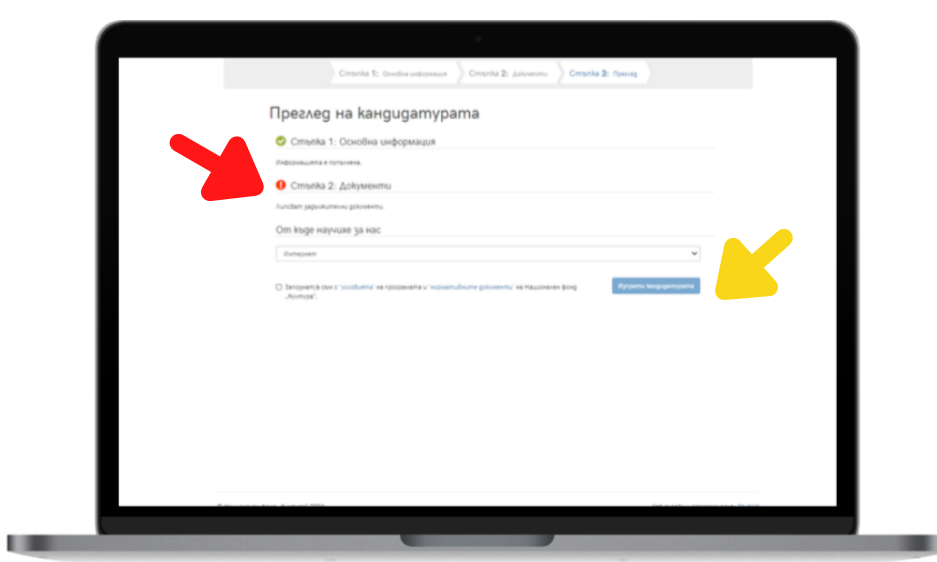 Стъпка 1: Основна информация Стъпка 2: Документи Стъпка 3: Преглед
Преглед на кандидатурата
Стъпка 1: Основна информация
Информацията е попълнена.
Стъпка 2: Документи
Липсват задължителни документи.
От къде научихте за нас
Интернет
Запознат/а съм с 'условията' на програмата и 'нормативните документи' на Национален фонд
„Култура“.
Изпрати кандидатурата